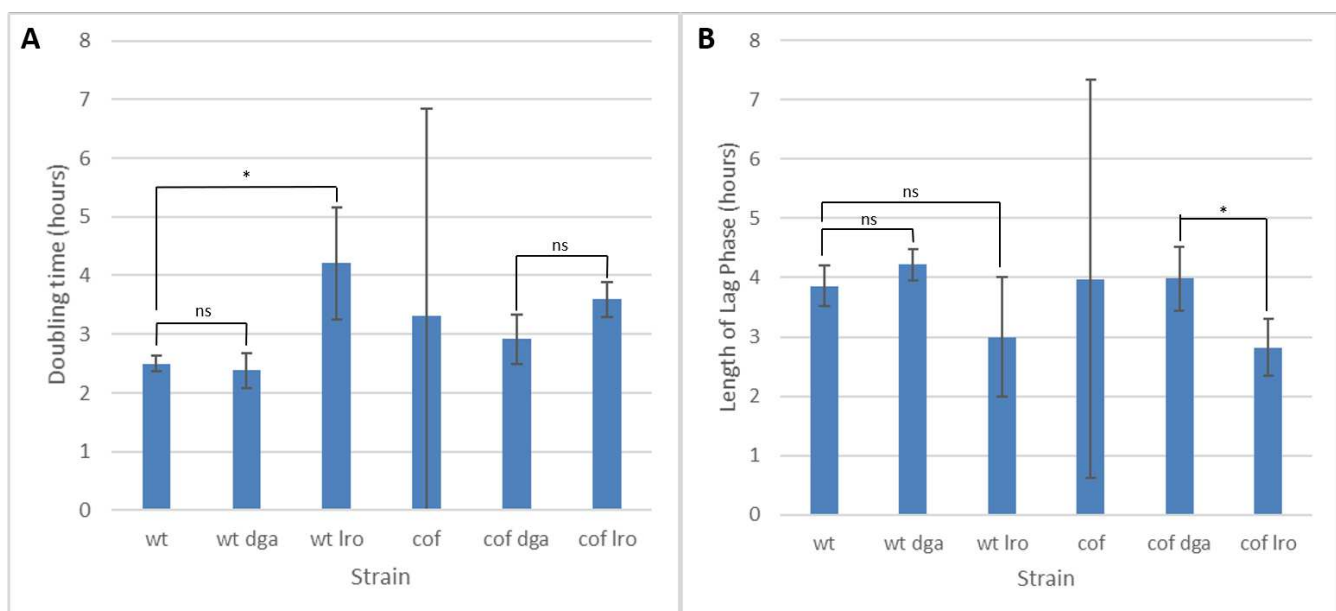 A
8
7
6
5
4
3
2
1
0
Doubling time (hours)
*
ns
ns
wt
wt dga
wt lro
cof
cof dga
cof lro
Strain
B
8
7
6
5
4
3
2
1
0
Length of Lag Phase (hours)
ns
ns
*
wt
wt dga
wt lro
cof
cof dga
cof lro
Strain